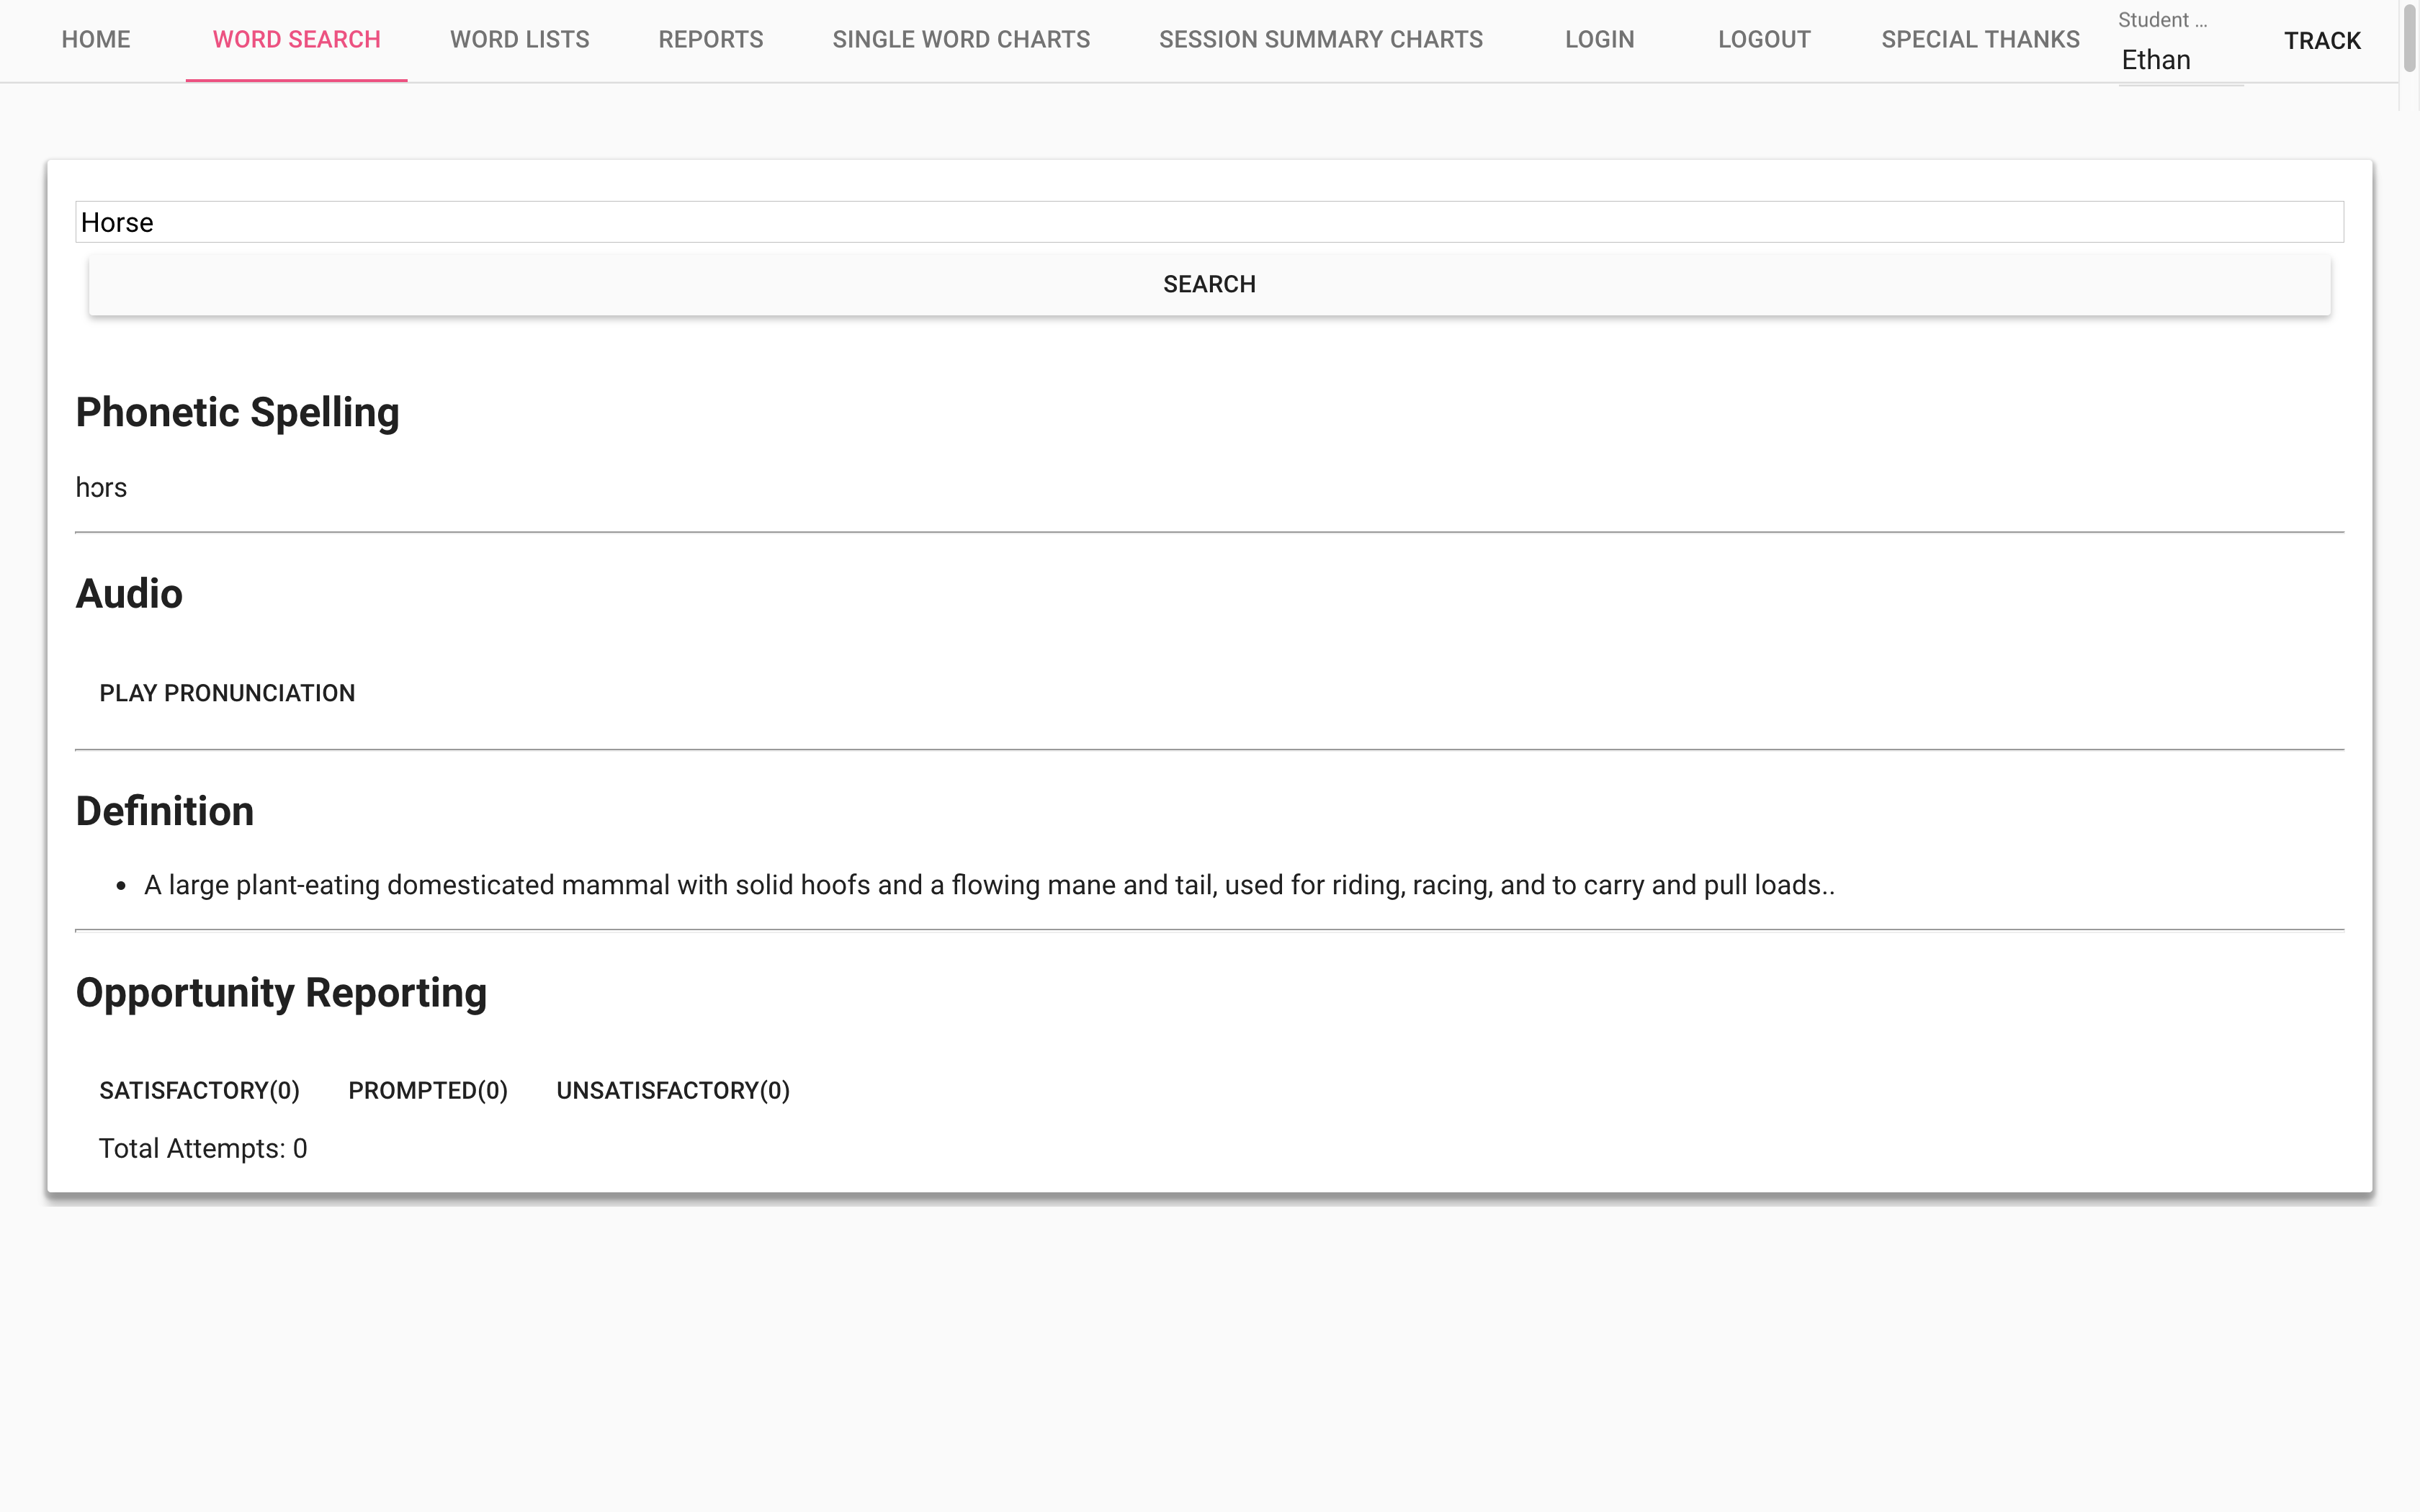 HOME WORD SEARCH WORD LISTS REPORTS SINGLE WORD CHARTS SESSION SUMMARY CHARTS LOGIN LOGOUT SPECIAL THANKS Student ... Ethan TRACK
Horse
SEARCH
Phonetic Spelling
hɔrs
Audio
PLAY PRONUNCIATION
Definition
• A large plant-eating domesticated mammal with solid hoofs and a flowing mane and tail, used for riding, racing, and to carry and pull loads..
Opportunity Reporting
SATISFACTORY(0) PROMPTED(0) UNSATISFACTORY(0)
Total Attempts: 0